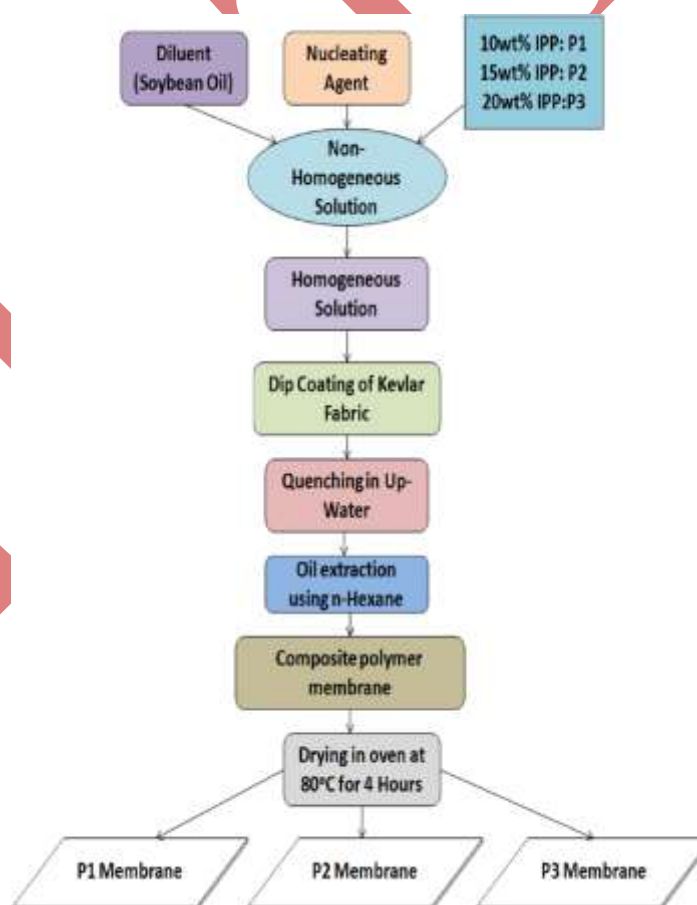 Diluent
(Soybean Oil)
Nucleating
Agent
10wt% IPP: P1
15wt% IPP: P2
20wt% IPP:P3
Non-
Homogeneous
Solution
Homogeneous
Solution
Dip Coating of Kevlar
Fabric
Quenching in Up-
Water
Oil extraction
using n-Hexane
Composite polymer
membrane
Drying in oven at
80°C for 4 Hours
P1 Membrane
P2 Membrane
P3 Membrane